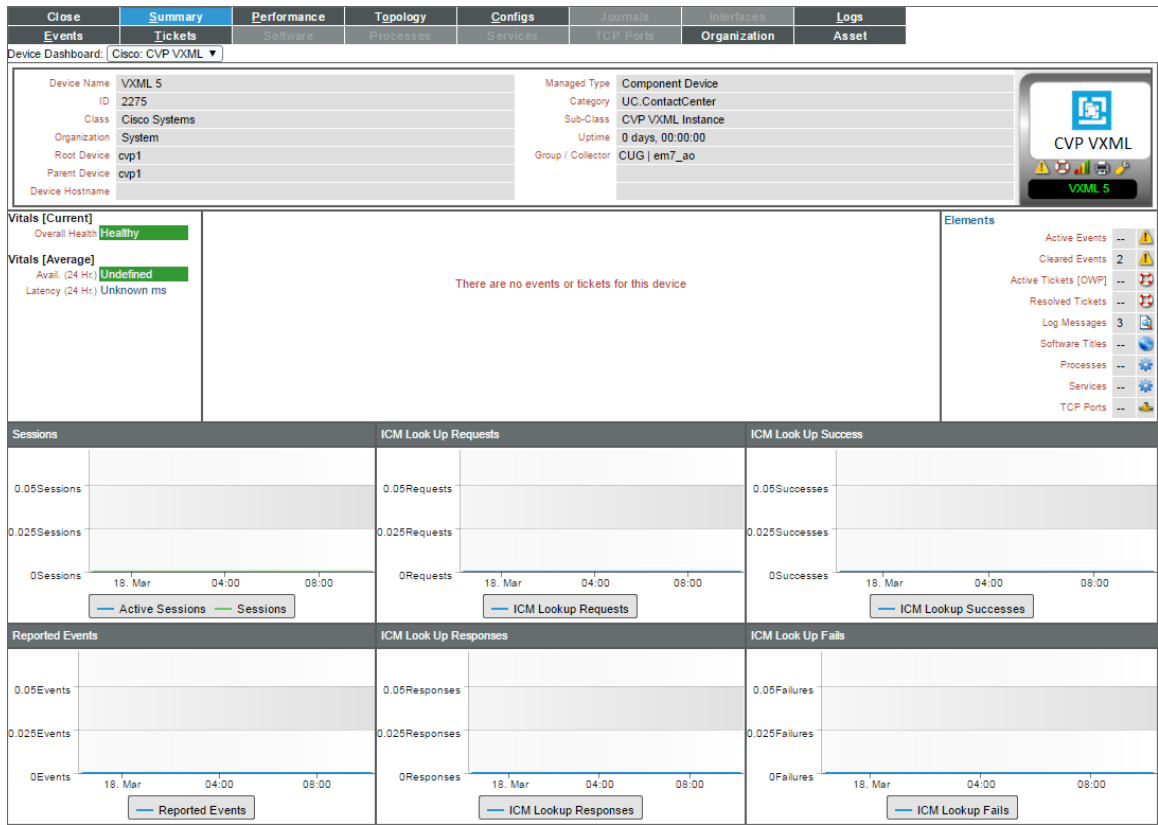 Close Summary Performance Topology Configs Journals Interfaces Logs
Events Tickets Software Processes Services TCP Ports Organization Asset
Device Dashboard: Cisco: CVP VXML ▼
Device Name VXML 5 Managed Type Component Device
ID 2275 Category UC.ContactCenter
Class Cisco Systems Sub-Class CVP VXML Instance
Organization System Uptime 0 days, 00:00:00
Root Device cvp1 Group / Collector CUG | em7_ao
Parent Device cvp1
Device Hostname
CVP VXML
VXML 5
Vitals [Current]
Overall Health Healthy
Vitals [Average]
Avail. (24 Hr.) Undefined
Latency (24 Hr.) Unknown ms
There are no events or tickets for this device
Elements
Active Events --
Cleared Events 2
Active Tickets [OWP] --
Resolved Tickets --
Log Messages 3
Software Titles --
Processes --
Services --
TCP Ports --
Sessions
0.05Sessions
0.025Sessions
0Sessions
18. Mar 04:00 08:00
Active Sessions Sessions
ICM Look Up Requests
0.05Requests
0.025Requests
0Requests
18. Mar 04:00 08:00
ICM Lookup Requests
ICM Look Up Success
0.05Successes
0.025Successes
0Successes
18. Mar 04:00 08:00
ICM Lookup Successes
Reported Events
0.05Events
0.025Events
0Events
18. Mar 04:00 08:00
Reported Events
ICM Look Up Responses
0.05Responses
0.025Responses
0Responses
18. Mar 04:00 08:00
ICM Lookup Responses
ICM Look Up Fails
0.05Failures
0.025Failures
0Failures
18. Mar 04:00 08:00
ICM Lookup Fails